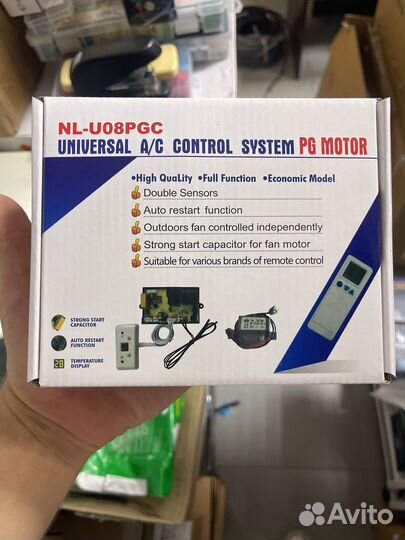 NL-U08PGC
UNIVERSAL A/C CONTROL SYSTEM PG MOTOR
•High QuaLity •Full Function •Economic Model
Double Sensors
Auto restart function
Outdoors fan controlled independently
Strong start capacitor for fan motor
Suitable for various brands of remote control
STRONG START CAPACITOR
AUTO RESTART FUNCTION
TEMPERATURE DISPLAY
Avito